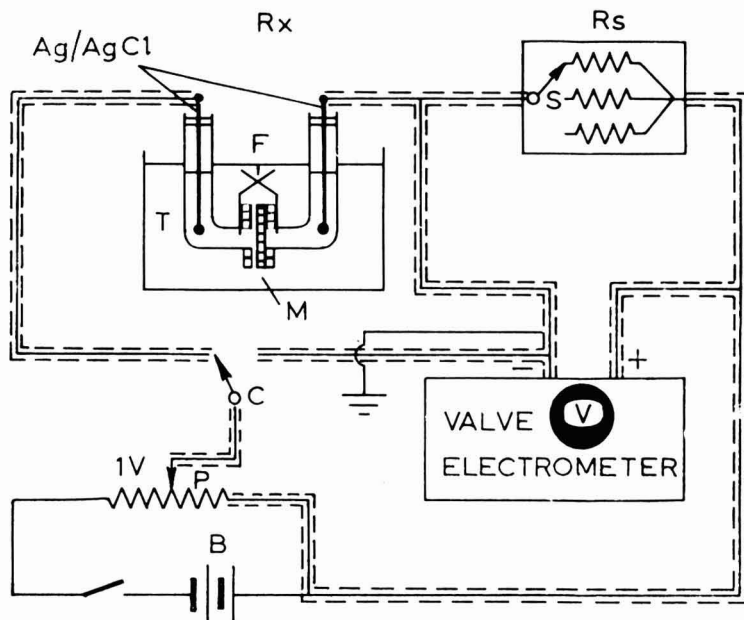 Rx
Rs
Ag/AgCl
S
F
T
M
C
− +
V
VALVE
ELECTROMETER
1V
P
B